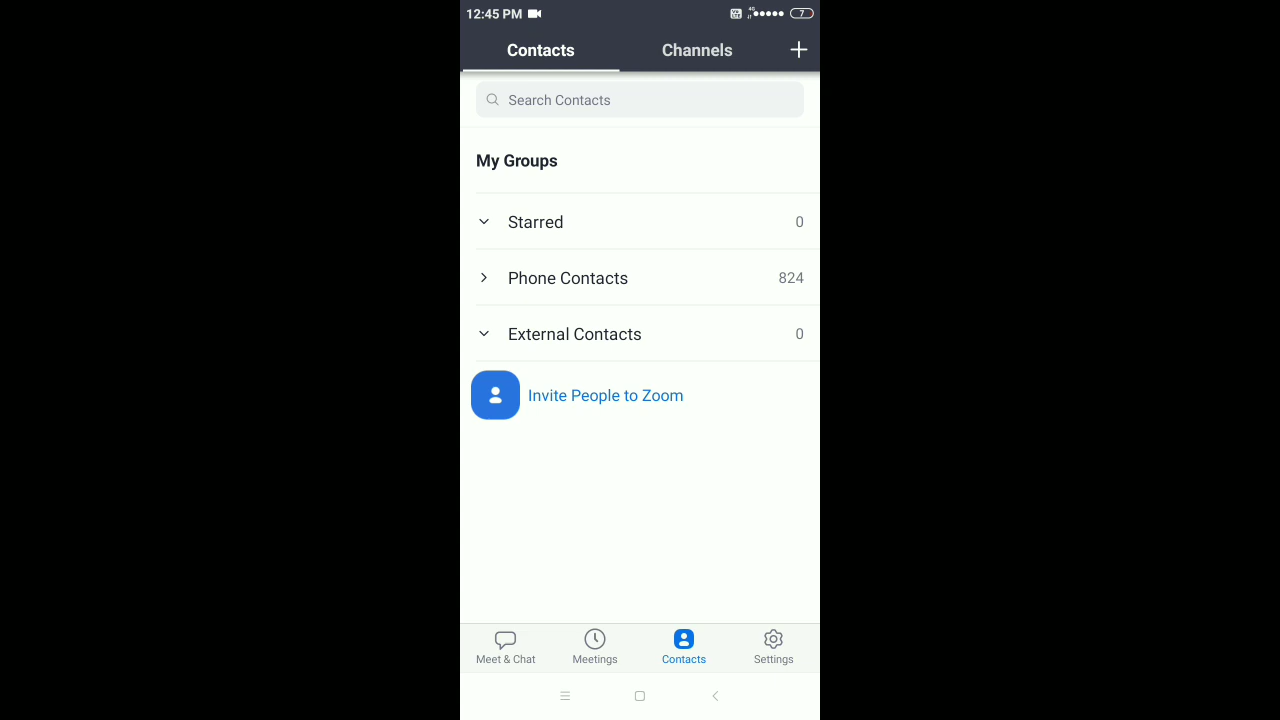 12:45 PM 7
Contacts Channels
Search Contacts
My Groups
Starred 0
Phone Contacts 824
External Contacts 0
Invite People to Zoom
Meet & Chat Meetings Contacts Settings